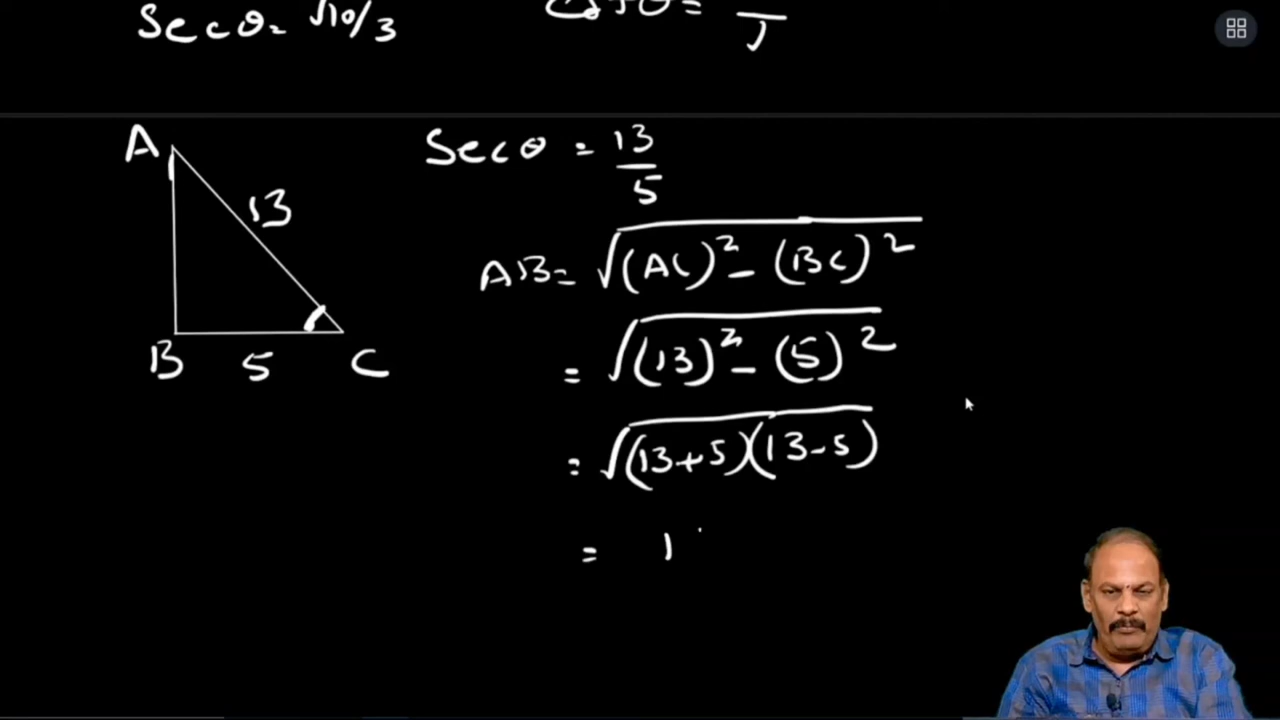 Secθ = √10/3
A
Secθ = 13/5
13
AB = √(AC)² - (BC)²
= √(13)² - (5)²
B 5 C
= √(13+5)(13-5)
= 1